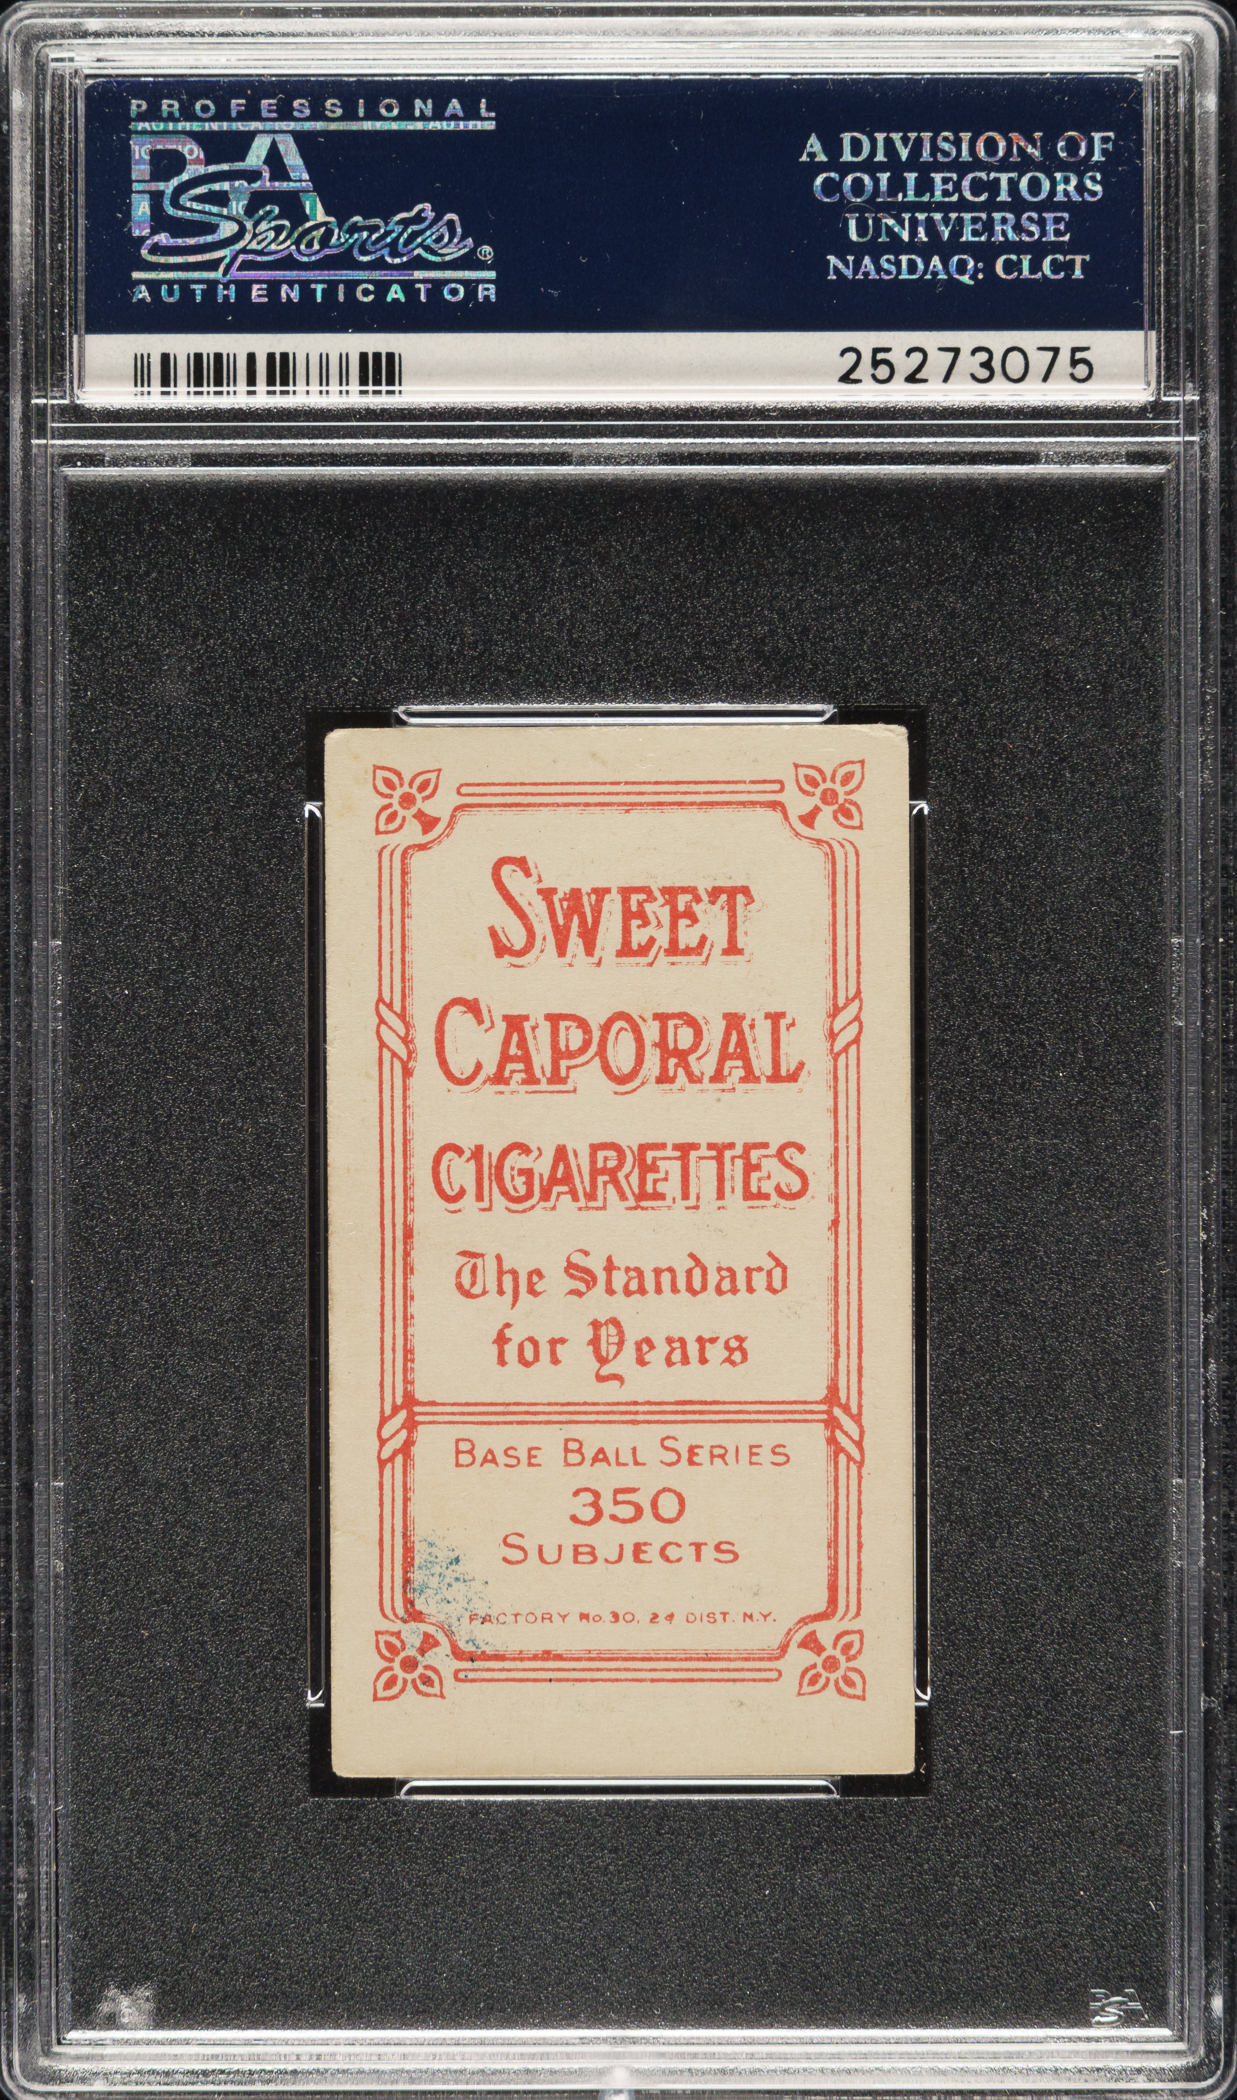 PROFESSIONAL
PSA
Sports®
AUTHENTICATOR
A DIVISION OF
COLLECTORS
UNIVERSE
NASDAQ: CLCT
25273075
SWEET
CAPORAL
CIGARETTES
The Standard
for Years
BASE BALL SERIES
350
SUBJECTS
FACTORY No. 30, 2d DIST. N.Y.
PSA